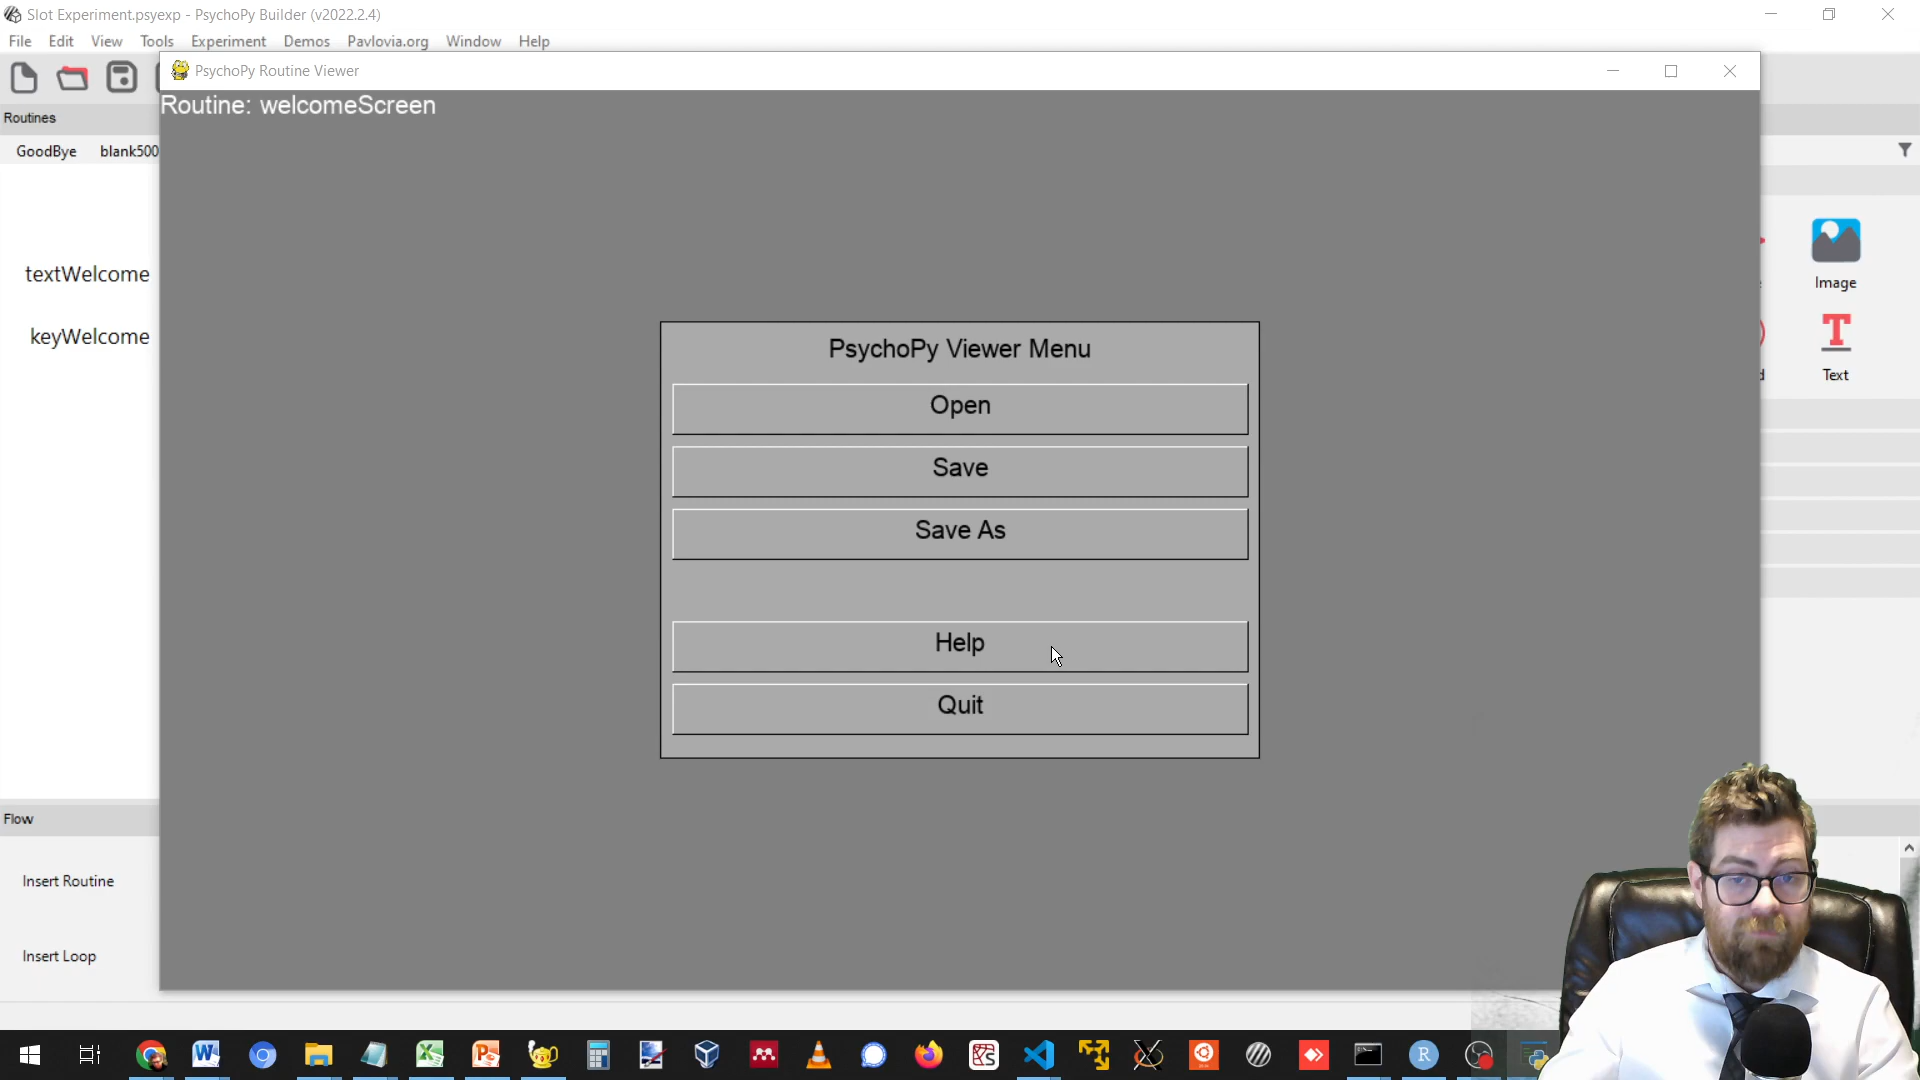 Slot Experiment.psyexp - PsychoPy Builder (v2022.2.4)
File Edit View Tools Experiment Demos Pavlovia.org Window Help
PsychoPy Routine Viewer
Routine: welcomeScreen
Routines
GoodBye blank500
textWelcome
keyWelcome
PsychoPy Viewer Menu
Open
Save
Save As
Help
Quit
Image
Text
Flow
Insert Routine
Insert Loop